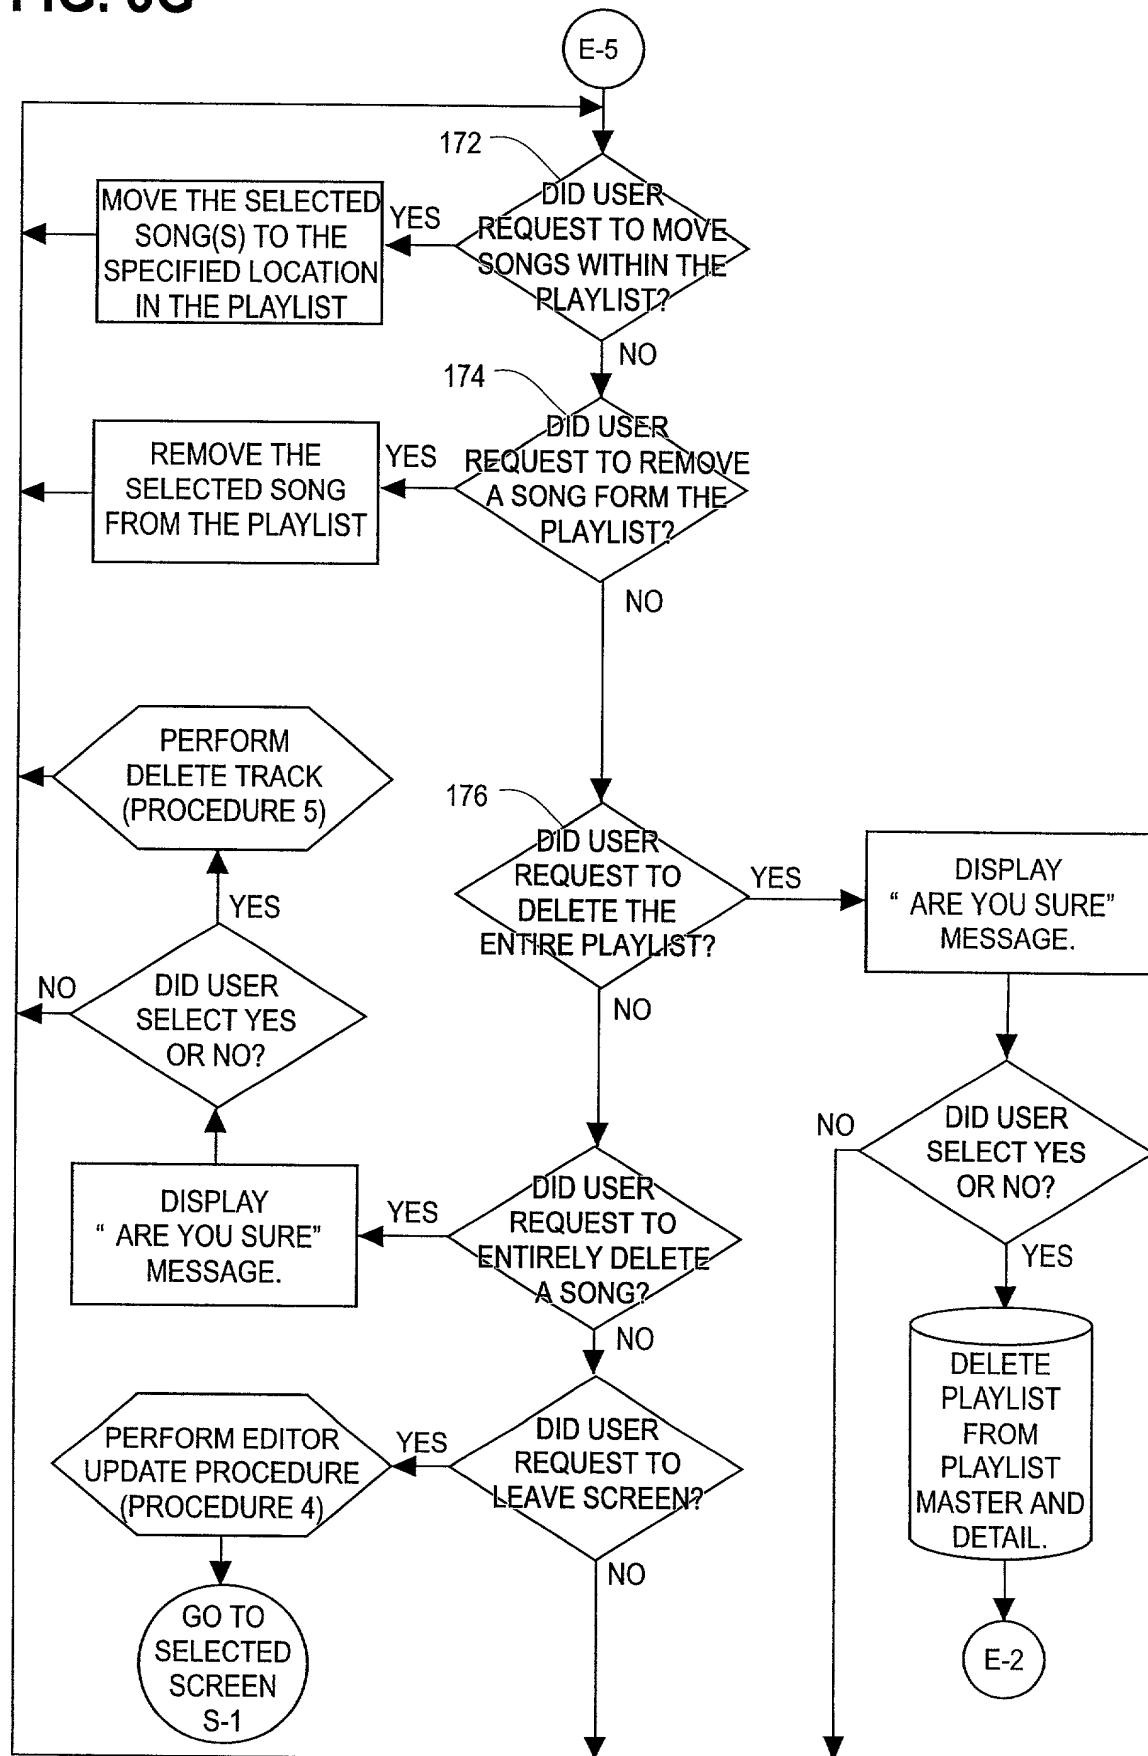 E-5
172
DID USER
REQUEST TO MOVE
SONGS WITHIN THE
PLAYLIST?
YES
MOVE THE SELECTED
SONG(S) TO THE
SPECIFIED LOCATION
IN THE PLAYLIST
NO
174
DID USER
REQUEST TO REMOVE
A SONG FORM THE
PLAYLIST?
YES
REMOVE THE
SELECTED SONG
FROM THE PLAYLIST
NO
PERFORM
DELETE TRACK
(PROCEDURE 5)
176
DID USER
REQUEST TO
DELETE THE
ENTIRE PLAYLIST?
YES
DISPLAY
“ ARE YOU SURE”
MESSAGE.
YES
NO
DID USER
SELECT YES
OR NO?
NO
NO
DID USER
SELECT YES
OR NO?
YES
DISPLAY
“ ARE YOU SURE”
MESSAGE.
YES
DID USER
REQUEST TO
ENTIRELY DELETE
A SONG?
NO
DELETE
PLAYLIST
FROM
PLAYLIST
MASTER AND
DETAIL.
PERFORM EDITOR
UPDATE PROCEDURE
(PROCEDURE 4)
YES
DID USER
REQUEST TO
LEAVE SCREEN?
NO
GO TO
SELECTED
SCREEN
S-1
E-2